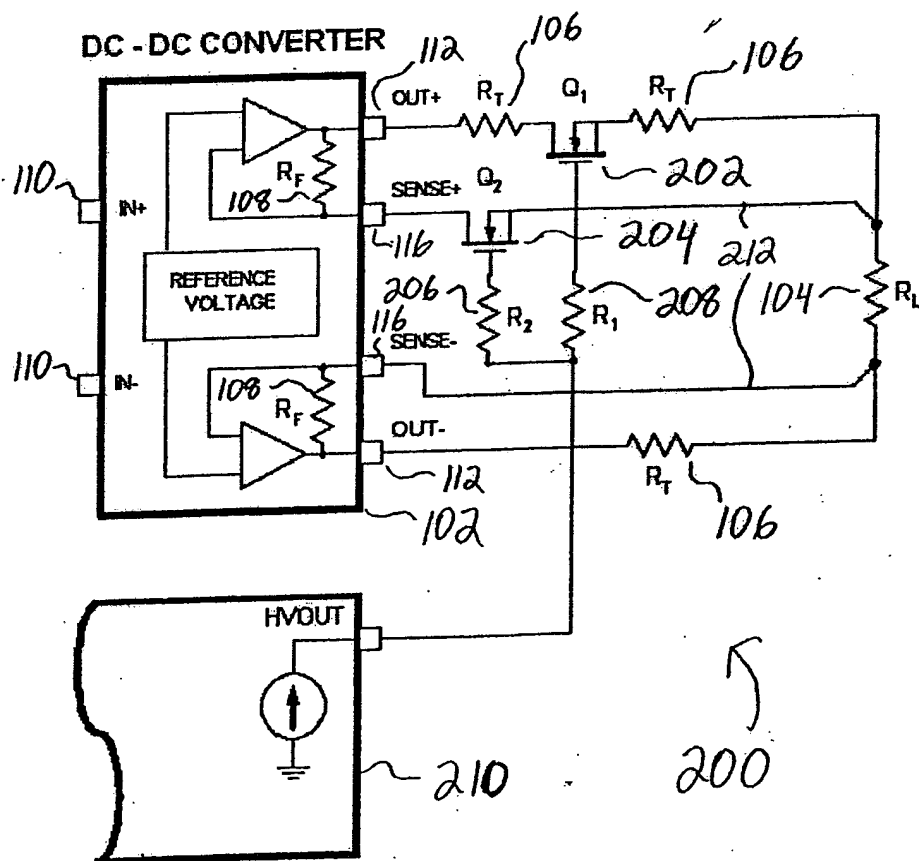 DC - DC CONVERTER
112
106
106
OUT+
RT
Q1
RT
110
IN+
RF
108
SENSE+
Q2
202
116
204
212
REFERENCE
VOLTAGE
206
R2
R1
208
104
RL
116
SENSE-
110
IN-
108
RF
OUT-
112
RT
102
106
HVOUT
210
200